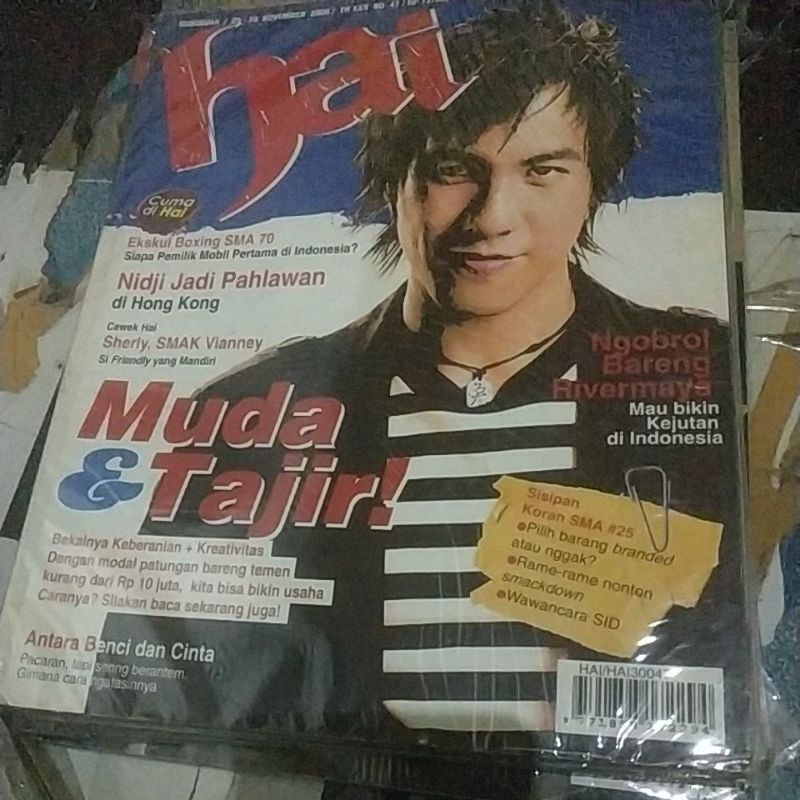 NOVEMBER
hai
Cuma
di Hai
Ekskul Boxing SMA 70
Siapa Pemilik Mobil Pertama di Indonesia?
Nidji Jadi Pahlawan
di Hong Kong
Cewek Hai
Sherly, SMAK Vianney
Si Friendly yang Mandiri
Ngobrol
Bareng
Rivermaya
Mau bikin
Kejutan
di Indonesia
Muda
& Tajir!
Bekalnya Keberanian + Kreativitas
Dengan modal patungan bareng temen
kurang dari Rp 10 juta, kita bisa bikin usaha
Caranya? Silakan baca sekarang juga!
Sisipan
Koran SMA #25
●Pilih barang branded
atau nggak?
●Rame-rame nonton
smackdown
●Wawancara SID
Antara Benci dan Cinta
Pacaran, tapi sering berantem.
Gimana cara ngatasinnya
HAI/HAI3004